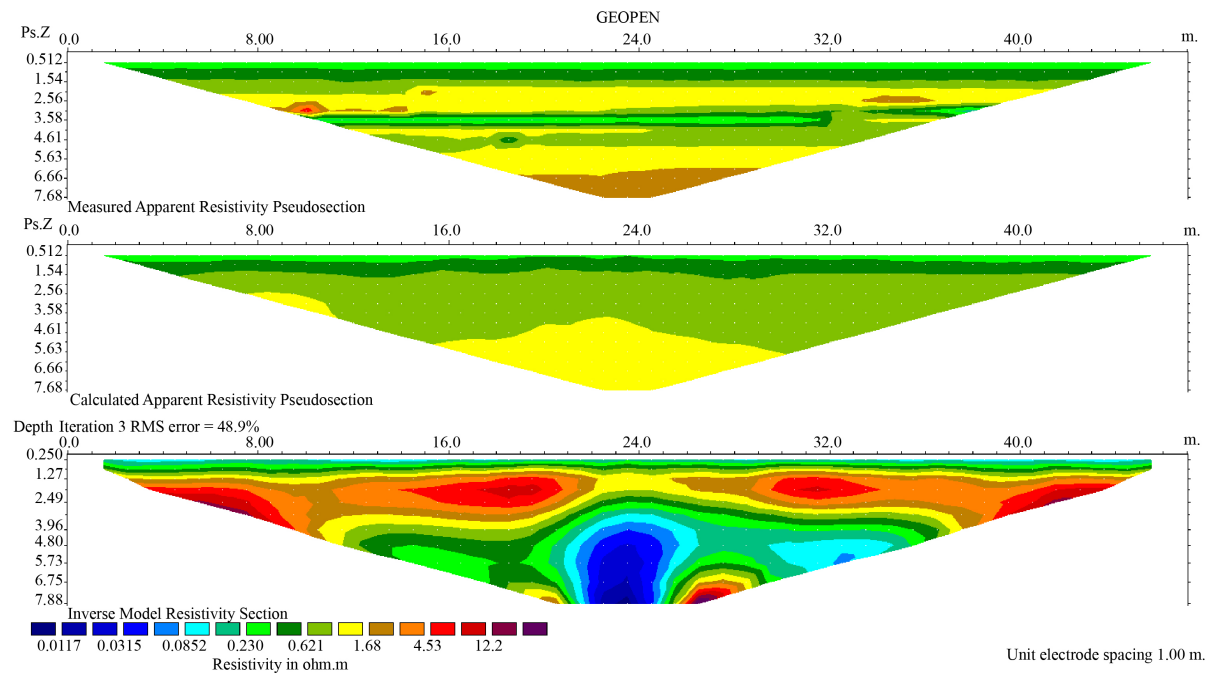 GEOPEN
Ps.Z 0.0 8.00 16.0 24.0 32.0 40.0 m.
0.512
1.54
2.56
3.58
4.61
5.63
6.66
7.68
Measured Apparent Resistivity Pseudosection
Ps.Z 0.0 8.00 16.0 24.0 32.0 40.0 m.
0.512
1.54
2.56
3.58
4.61
5.63
6.66
7.68
Calculated Apparent Resistivity Pseudosection
Depth Iteration 3 RMS error = 48.9%
0.0 8.00 16.0 24.0 32.0 40.0 m.
0.250
1.27
2.49
3.96
4.80
5.73
6.75
7.88
Inverse Model Resistivity Section
0.0117 0.0315 0.0852 0.230 0.621 1.68 4.53 12.2
Resistivity in ohm.m
Unit electrode spacing 1.00 m.